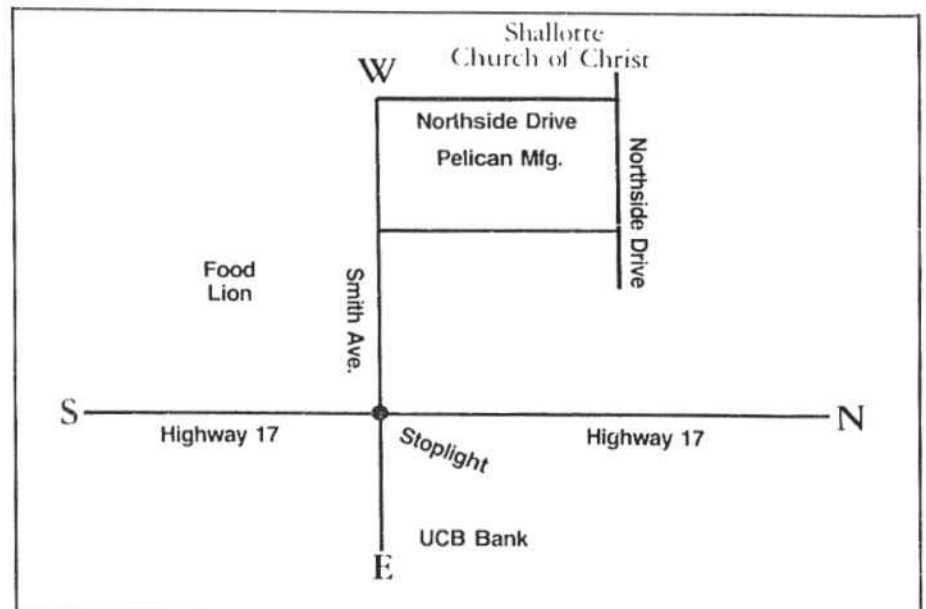 Shallotte
Church of Christ
W
Northside Drive
Pelican Mfg.
Northside Drive
Food
Lion
Smith Ave.
S
N
Highway 17
Highway 17
Stoplight
UCB Bank
E